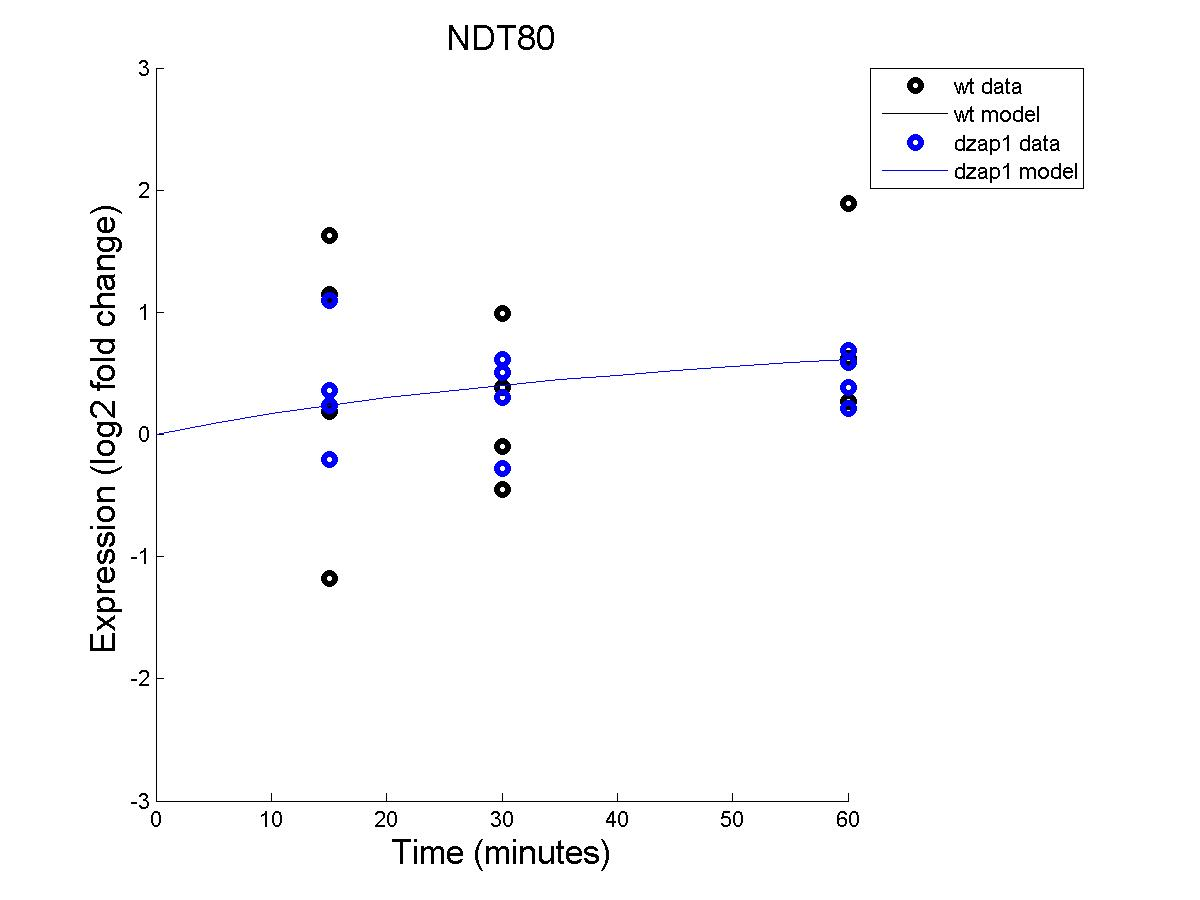 NDT80
wt data
wt model
dzap1 data
dzap1 model
3
2
1
0
-1
-2
-3
Expression (log2 fold change)
0 10 20 30 40 50 60
Time (minutes)